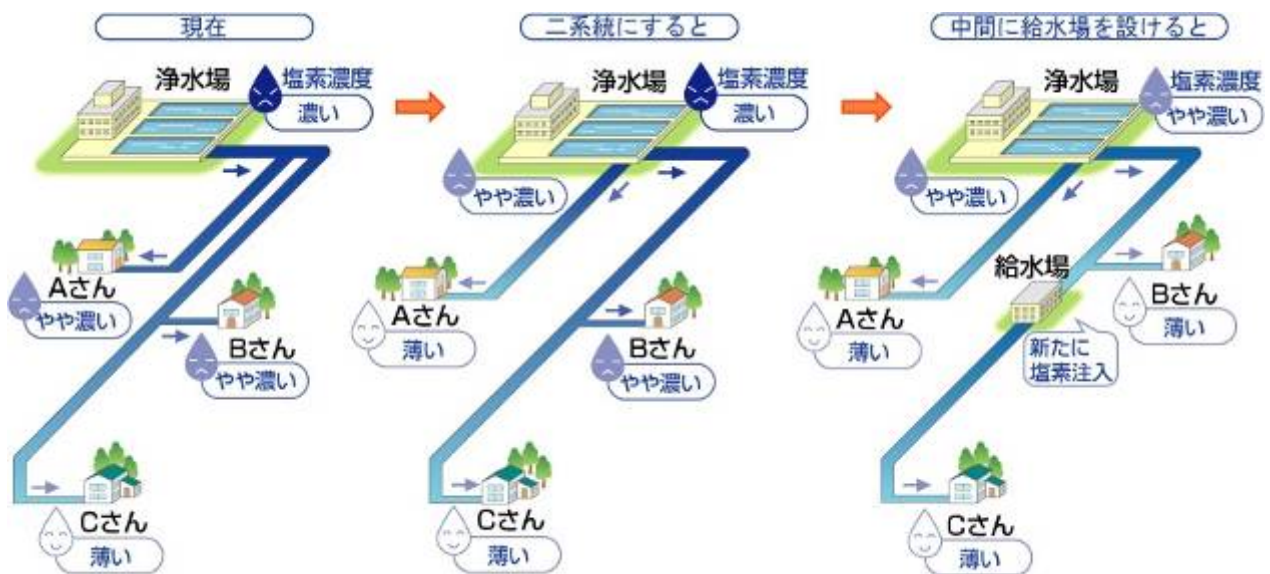 現在
浄水場
塩素濃度
濃い
Aさん
やや濃い
Bさん
やや濃い
Cさん
薄い
二系統にすると
浄水場
塩素濃度
濃い
やや濃い
Aさん
薄い
Bさん
やや濃い
Cさん
薄い
中間に給水場を設けると
浄水場
塩素濃度
やや濃い
やや濃い
給水場
Aさん
薄い
Bさん
薄い
新たに
塩素注入
Cさん
薄い